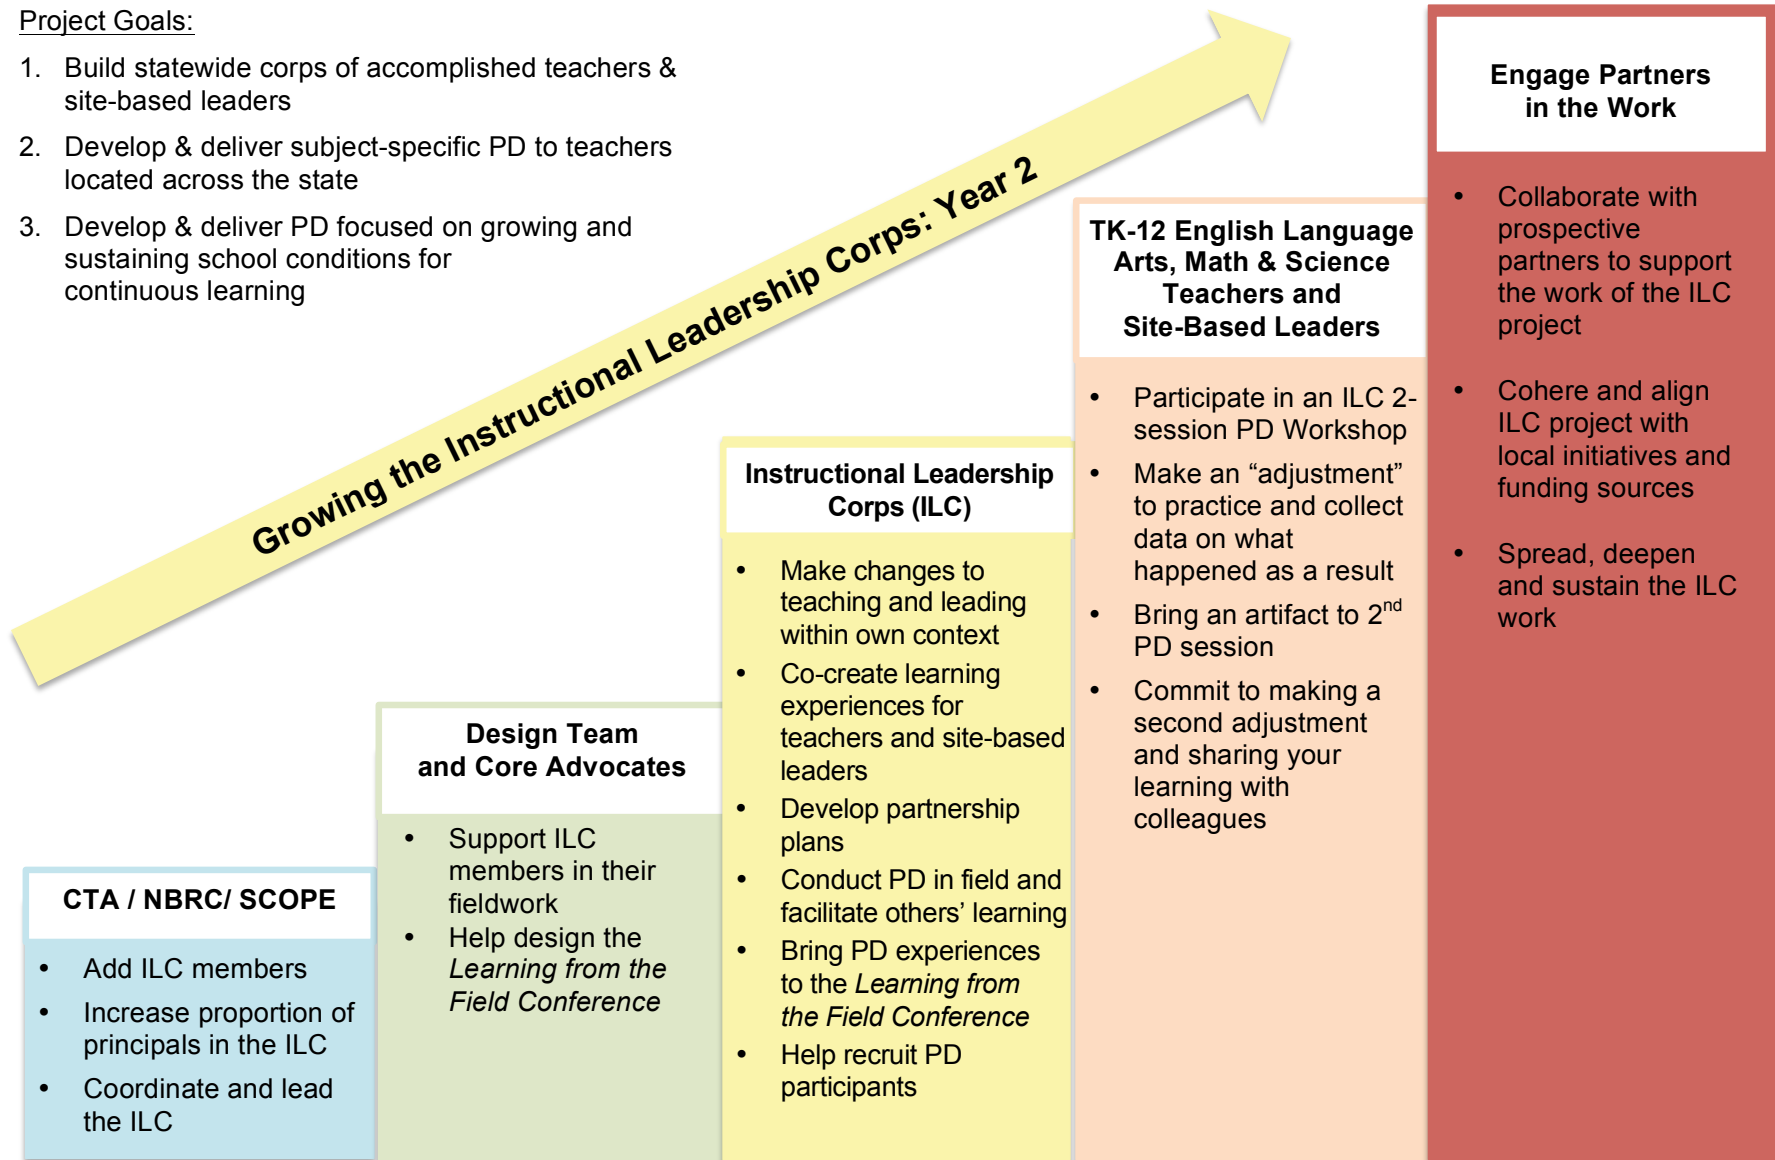 Project Goals:
1. Build statewide corps of accomplished teachers &
site-based leaders
2. Develop & deliver subject-specific PD to teachers
located across the state
3. Develop & deliver PD focused on growing and
sustaining school conditions for
continuous learning
Growing the Instructional Leadership Corps: Year 2
CTA / NBRC/ SCOPE
• Add ILC members
• Increase proportion of
principals in the ILC
• Coordinate and lead
the ILC
Design Team
and Core Advocates
• Support ILC
members in their
fieldwork
• Help design the
Learning from the
Field Conference
Instructional Leadership
Corps (ILC)
• Make changes to
teaching and leading
within own context
• Co-create learning
experiences for
teachers and site-based
leaders
• Develop partnership
plans
• Conduct PD in field and
facilitate others’ learning
• Bring PD experiences
to the Learning from
the Field Conference
• Help recruit PD
participants
TK-12 English Language
Arts, Math & Science
Teachers and
Site-Based Leaders
• Participate in an ILC 2-
session PD Workshop
• Make an “adjustment”
to practice and collect
data on what
happened as a result
• Bring an artifact to 2nd
PD session
• Commit to making a
second adjustment
and sharing your
learning with
colleagues
Engage Partners
in the Work
• Collaborate with
prospective
partners to support
the work of the ILC
project
• Cohere and align
ILC project with
local initiatives and
funding sources
• Spread, deepen
and sustain the ILC
work